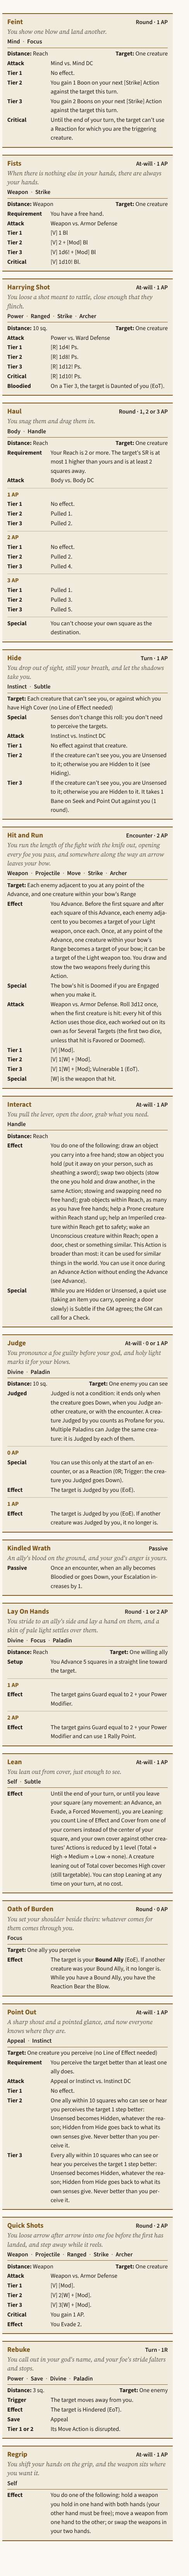 Feint Round · 1 AP
You show one blow and land another.
Mind · Focus
Distance: Reach Target: One creature
Attack Mind vs. Mind DC
Tier 1 No effect.
Tier 2 You gain 1 Boon on your next [Strike] Action
against the target this turn.
Tier 3 You gain 2 Boons on your next [Strike] Action
against the target this turn.
Critical Until the end of your turn, the target can't use
a Reaction for which you are the triggering
creature.
Fists At-will · 1 AP
When there is nothing else in your hands, there are always
your hands.
Weapon · Strike
Distance: Weapon Target: One creature
Requirement You have a free hand.
Attack Weapon vs. Armor Defense
Tier 1 [V] 1 Bl
Tier 2 [V] 2 + [Mod] Bl
Tier 3 [V] 1d6! + [Mod] Bl
Critical [V] 1d10! Bl.
Harrying Shot At-will · 1 AP
You loose a shot meant to rattle, close enough that they
flinch.
Power · Ranged · Strike · Archer
Distance: 10 sq. Target: One creature
Attack Power vs. Ward Defense
Tier 1 [R] 1d4! Ps.
Tier 2 [R] 1d8! Ps.
Tier 3 [R] 1d12! Ps.
Critical [R] 1d10! Ps.
Bloodied On a Tier 3, the target is Daunted of you (EoT).
Haul Round · 1, 2 or 3 AP
You snag them and drag them in.
Body · Handle
Distance: Reach Target: One creature
Requirement Your Reach is 2 or more. The target's SR is at
most 1 higher than yours and is at least 2
squares away.
Attack Body vs. Body DC
1 AP
Tier 1 No effect.
Tier 2 Pulled 1.
Tier 3 Pulled 2.
2 AP
Tier 1 No effect.
Tier 2 Pulled 2.
Tier 3 Pulled 4.
3 AP
Tier 1 Pulled 1.
Tier 2 Pulled 3.
Tier 3 Pulled 5.
Special You can't choose your own square as the
destination.
Hide Turn · 1 AP
You drop out of sight, still your breath, and let the shadows
take you.
Instinct · Subtle
Target: Each creature that can't see you, or against which you
have High Cover (no Line of Effect needed)
Special Senses don't change this roll: you don't need
to perceive the targets.
Attack Instinct vs. Instinct DC
Tier 1 No effect against that creature.
Tier 2 If the creature can't see you, you are Unsensed
to it; otherwise you are Hidden to it (see
Hiding).
Tier 3 If the creature can't see you, you are Unsensed
to it; otherwise you are Hidden to it. It takes 1
Bane on Seek and Point Out against you (1
round).
Hit and Run Encounter · 2 AP
You run the length of the fight with the knife out, opening
every foe you pass, and somewhere along the way an arrow
leaves your bow.
Weapon · Projectile · Move · Strike · Archer
Target: Each enemy adjacent to you at any point of the
Advance, and one creature within your bow's Range
Effect You Advance. Before the first square and after
each square of this Advance, each enemy adja-
cent to you becomes a target of your Light
weapon, once each. Once, at any point of the
Advance, one creature within your bow's
Range becomes a target of your bow; it can be
a target of the Light weapon too. You draw and
stow the two weapons freely during this
Action.
Special The bow's hit is Doomed if you are Engaged
when you make it.
Attack Weapon vs. Armor Defense. Roll 3d12 once,
when the first creature is hit: every hit of this
Action uses those dice, each worked out on its
own as for Several Targets (the first two dice,
unless that hit is Favored or Doomed).
Tier 1 [V] [Mod].
Tier 2 [V] 1[W] + [Mod].
Tier 3 [V] 1[W] + [Mod]; Vulnerable 1 (EoT).
Special [W] is the weapon that hit.
Interact At-will · 1 AP
You pull the lever, open the door, grab what you need.
Handle
Distance: Reach
Effect You do one of the following: draw an object
you carry into a free hand; stow an object you
hold (put it away on your person, such as
sheathing a sword); swap two objects (stow
the one you hold and draw another, in the
same Action; stowing and swapping need no
free hand); grab objects within Reach, as many
as you have free hands; help a Prone creature
within Reach stand up; help an Imperiled crea-
ture within Reach get to safety; wake an
Unconscious creature within Reach; open a
door, chest or something similar. This Action is
broader than most: it can be used for similar
things in the world. You can use it once during
an Advance Action without ending the Advance
(see Advance).
Special While you are Hidden or Unsensed, a quiet use
(taking an item you carry, opening a door
slowly) is Subtle if the GM agrees; the GM can
call for a Check.
Judge At-will · 0 or 1 AP
You pronounce a foe guilty before your god, and holy light
marks it for your blows.
Divine · Paladin
Distance: 10 sq. Target: One enemy you can see
Judged Judged is not a condition: it ends only when
the creature goes Down, when you Judge an-
other creature, or with the encounter. A crea-
ture Judged by you counts as Profane for you.
Multiple Paladins can Judge the same crea-
ture: it is Judged by each of them.
0 AP
Special You can use this only at the start of an en-
counter, or as a Reaction (0R; Trigger: the crea-
ture you Judged goes Down).
Effect The target is Judged by you (EoE).
1 AP
Effect The target is Judged by you (EoE). If another
creature was Judged by you, it no longer is.
Kindled Wrath Passive
An ally's blood on the ground, and your god's anger is yours.
Passive Once an encounter, when an ally becomes
Bloodied or goes Down, your Escalation in-
creases by 1.
Lay On Hands Round · 1 or 2 AP
You stride to an ally's side and lay a hand on them, and a
skin of pale light settles over them.
Divine · Focus · Paladin
Distance: Reach Target: One willing ally
Setup You Advance 5 squares in a straight line toward
the target.
1 AP
Effect The target gains Guard equal to 2 + your Power
Modifier.
2 AP
Effect The target gains Guard equal to 2 + your Power
Modifier and can use 1 Rally Point.
Lean At-will · 1 AP
You lean out from cover, just enough to see.
Self · Subtle
Effect Until the end of your turn, or until you leave
your square (any movement: an Advance, an
Evade, a Forced Movement), you are Leaning:
you count Line of Effect and Cover from one of
your corners instead of the center of your
square, and your own cover against other crea-
tures' Actions is reduced by 1 level (Total →
High → Medium → Low → none). A creature
leaning out of Total cover becomes High cover
(still targetable). You can stop Leaning at any
time on your turn, at no cost.
Oath of Burden Round · 0 AP
You set your shoulder beside theirs: whatever comes for
them comes through you.
Focus
Target: One ally you perceive
Effect The target is your Bound Ally (EoE). If another
creature was your Bound Ally, it no longer is.
While you have a Bound Ally, you have the
Reaction Bear the Blow.
Point Out At-will · 1 AP
A sharp shout and a pointed glance, and now everyone
knows where they are.
Appeal · Instinct
Target: One creature you perceive (no Line of Effect needed)
Requirement You perceive the target better than at least one
ally does.
Attack Appeal or Instinct vs. Instinct DC
Tier 1 No effect.
Tier 2 One ally within 10 squares who can see or hear
you perceives the target 1 step better:
Unsensed becomes Hidden, whatever the rea-
son; Hidden from Hide goes back to what its
own senses give. Never better than you per-
ceive it.
Tier 3 Every ally within 10 squares who can see or
hear you perceives the target 1 step better:
Unsensed becomes Hidden, whatever the rea-
son; Hidden from Hide goes back to what its
own senses give. Never better than you per-
ceive it.
Quick Shots Round · 2 AP
You loose arrow after arrow into one foe before the first has
landed, and step away while it reels.
Weapon · Projectile · Ranged · Strike · Archer
Distance: Weapon Target: One creature
Attack Weapon vs. Armor Defense
Tier 1 [V] [Mod].
Tier 2 [V] 2[W] + [Mod].
Tier 3 [V] 3[W] + [Mod].
Critical You gain 1 AP.
Effect You Evade 2.
Rebuke Turn · 1R
You call out in your god's name, and your foe's stride falters
and stops.
Power · Save · Divine · Paladin
Distance: 3 sq. Target: One enemy
Trigger The target moves away from you.
Effect The target is Hindered (EoT).
Save Appeal
Tier 1 or 2 Its Move Action is disrupted.
Regrip At-will · 1 AP
You shift your hands on the grip, and the weapon sits where
you want it.
Self
Effect You do one of the following: hold a weapon
you hold in one hand with both hands (your
other hand must be free); move a weapon from
one hand to the other; or swap the weapons in
your two hands.